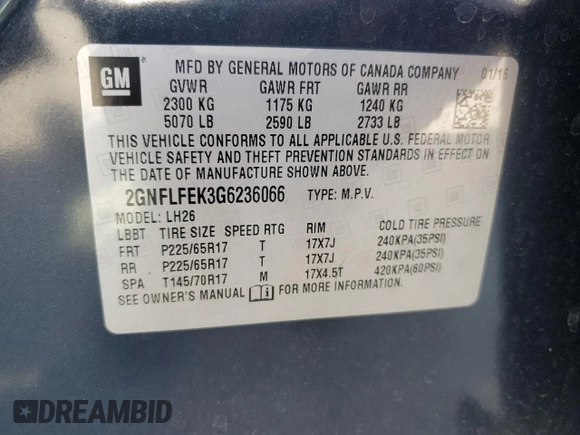 GM
MFD BY GENERAL MOTORS OF CANADA COMPANY 01/16
GVWR GAWR FRT GAWR RR
2300 KG 1175 KG 1240 KG
5070 LB 2590 LB 2733 LB
THIS VEHICLE CONFORMS TO ALL APPLICABLE U.S. FEDERAL MOTOR
VEHICLE SAFETY AND THEFT PREVENTION STANDARDS IN EFFECT ON
THE DATE OF MANUFACTURE SHOWN ABOVE.
2GNFLFEK3G6236066 TYPE: M.P.V.
MODEL: LH26
LBBT TIRE SIZE SPEED RTG RIM COLD TIRE PRESSURE
FRT P225/65R17 T 17X7J 240KPA(35PSI)
RR P225/65R17 T 17X7J 240KPA(35PSI)
SPA T145/70R17 M 17X4.5T 420KPA(60PSI)
SEE OWNER'S MANUAL FOR MORE INFORMATION.
DREAMBID